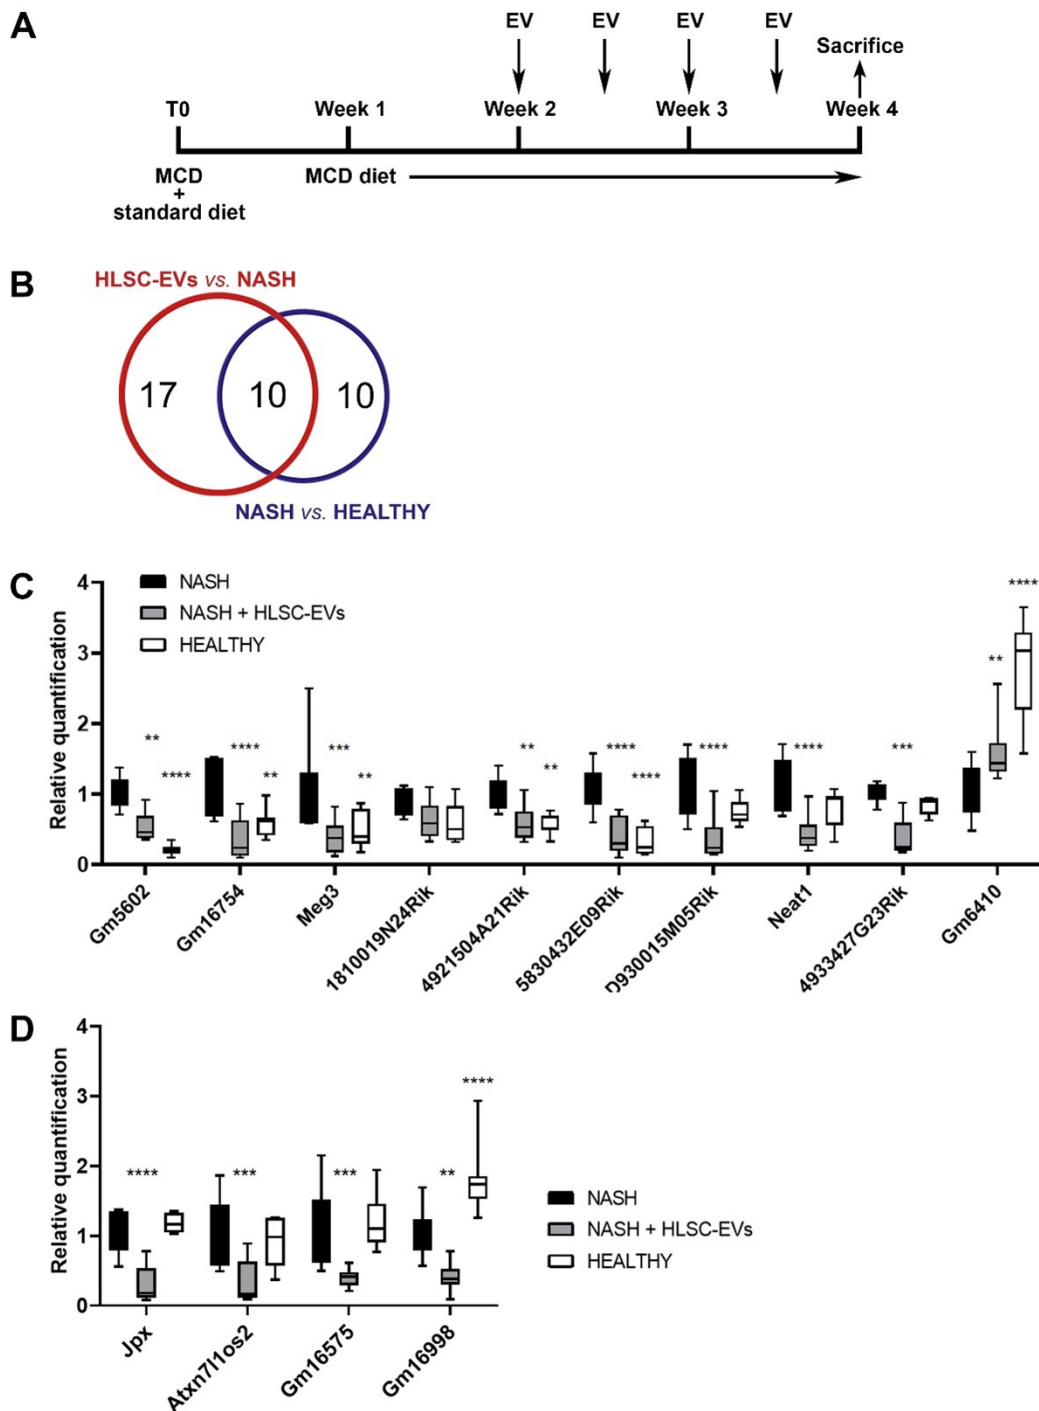 A
EV EV EV EV
Sacrifice
T0 Week 1 Week 2 Week 3 Week 4
MCD
+
standard diet
MCD diet
B
HLSC-EVs vs. NASH
17 10 10
NASH vs. HEALTHY
C
Relative quantification
4
3
2
1
0
NASH
NASH + HLSC-EVs
HEALTHY
** **** **** ** *** ** ** ** **** **** **** **** *** ** ****
Gm5602
Gm16754
Meg3
1810019N24Rik
4921504A21Rik
5830432E09Rik
D930015M05Rik
Neat1
4933427G23Rik
Gm6410
D
Relative quantification
4
3
2
1
0
**** *** *** ** ****
Jpx
Atxn7l1os2
Gm16575
Gm16998
NASH
NASH + HLSC-EVs
HEALTHY